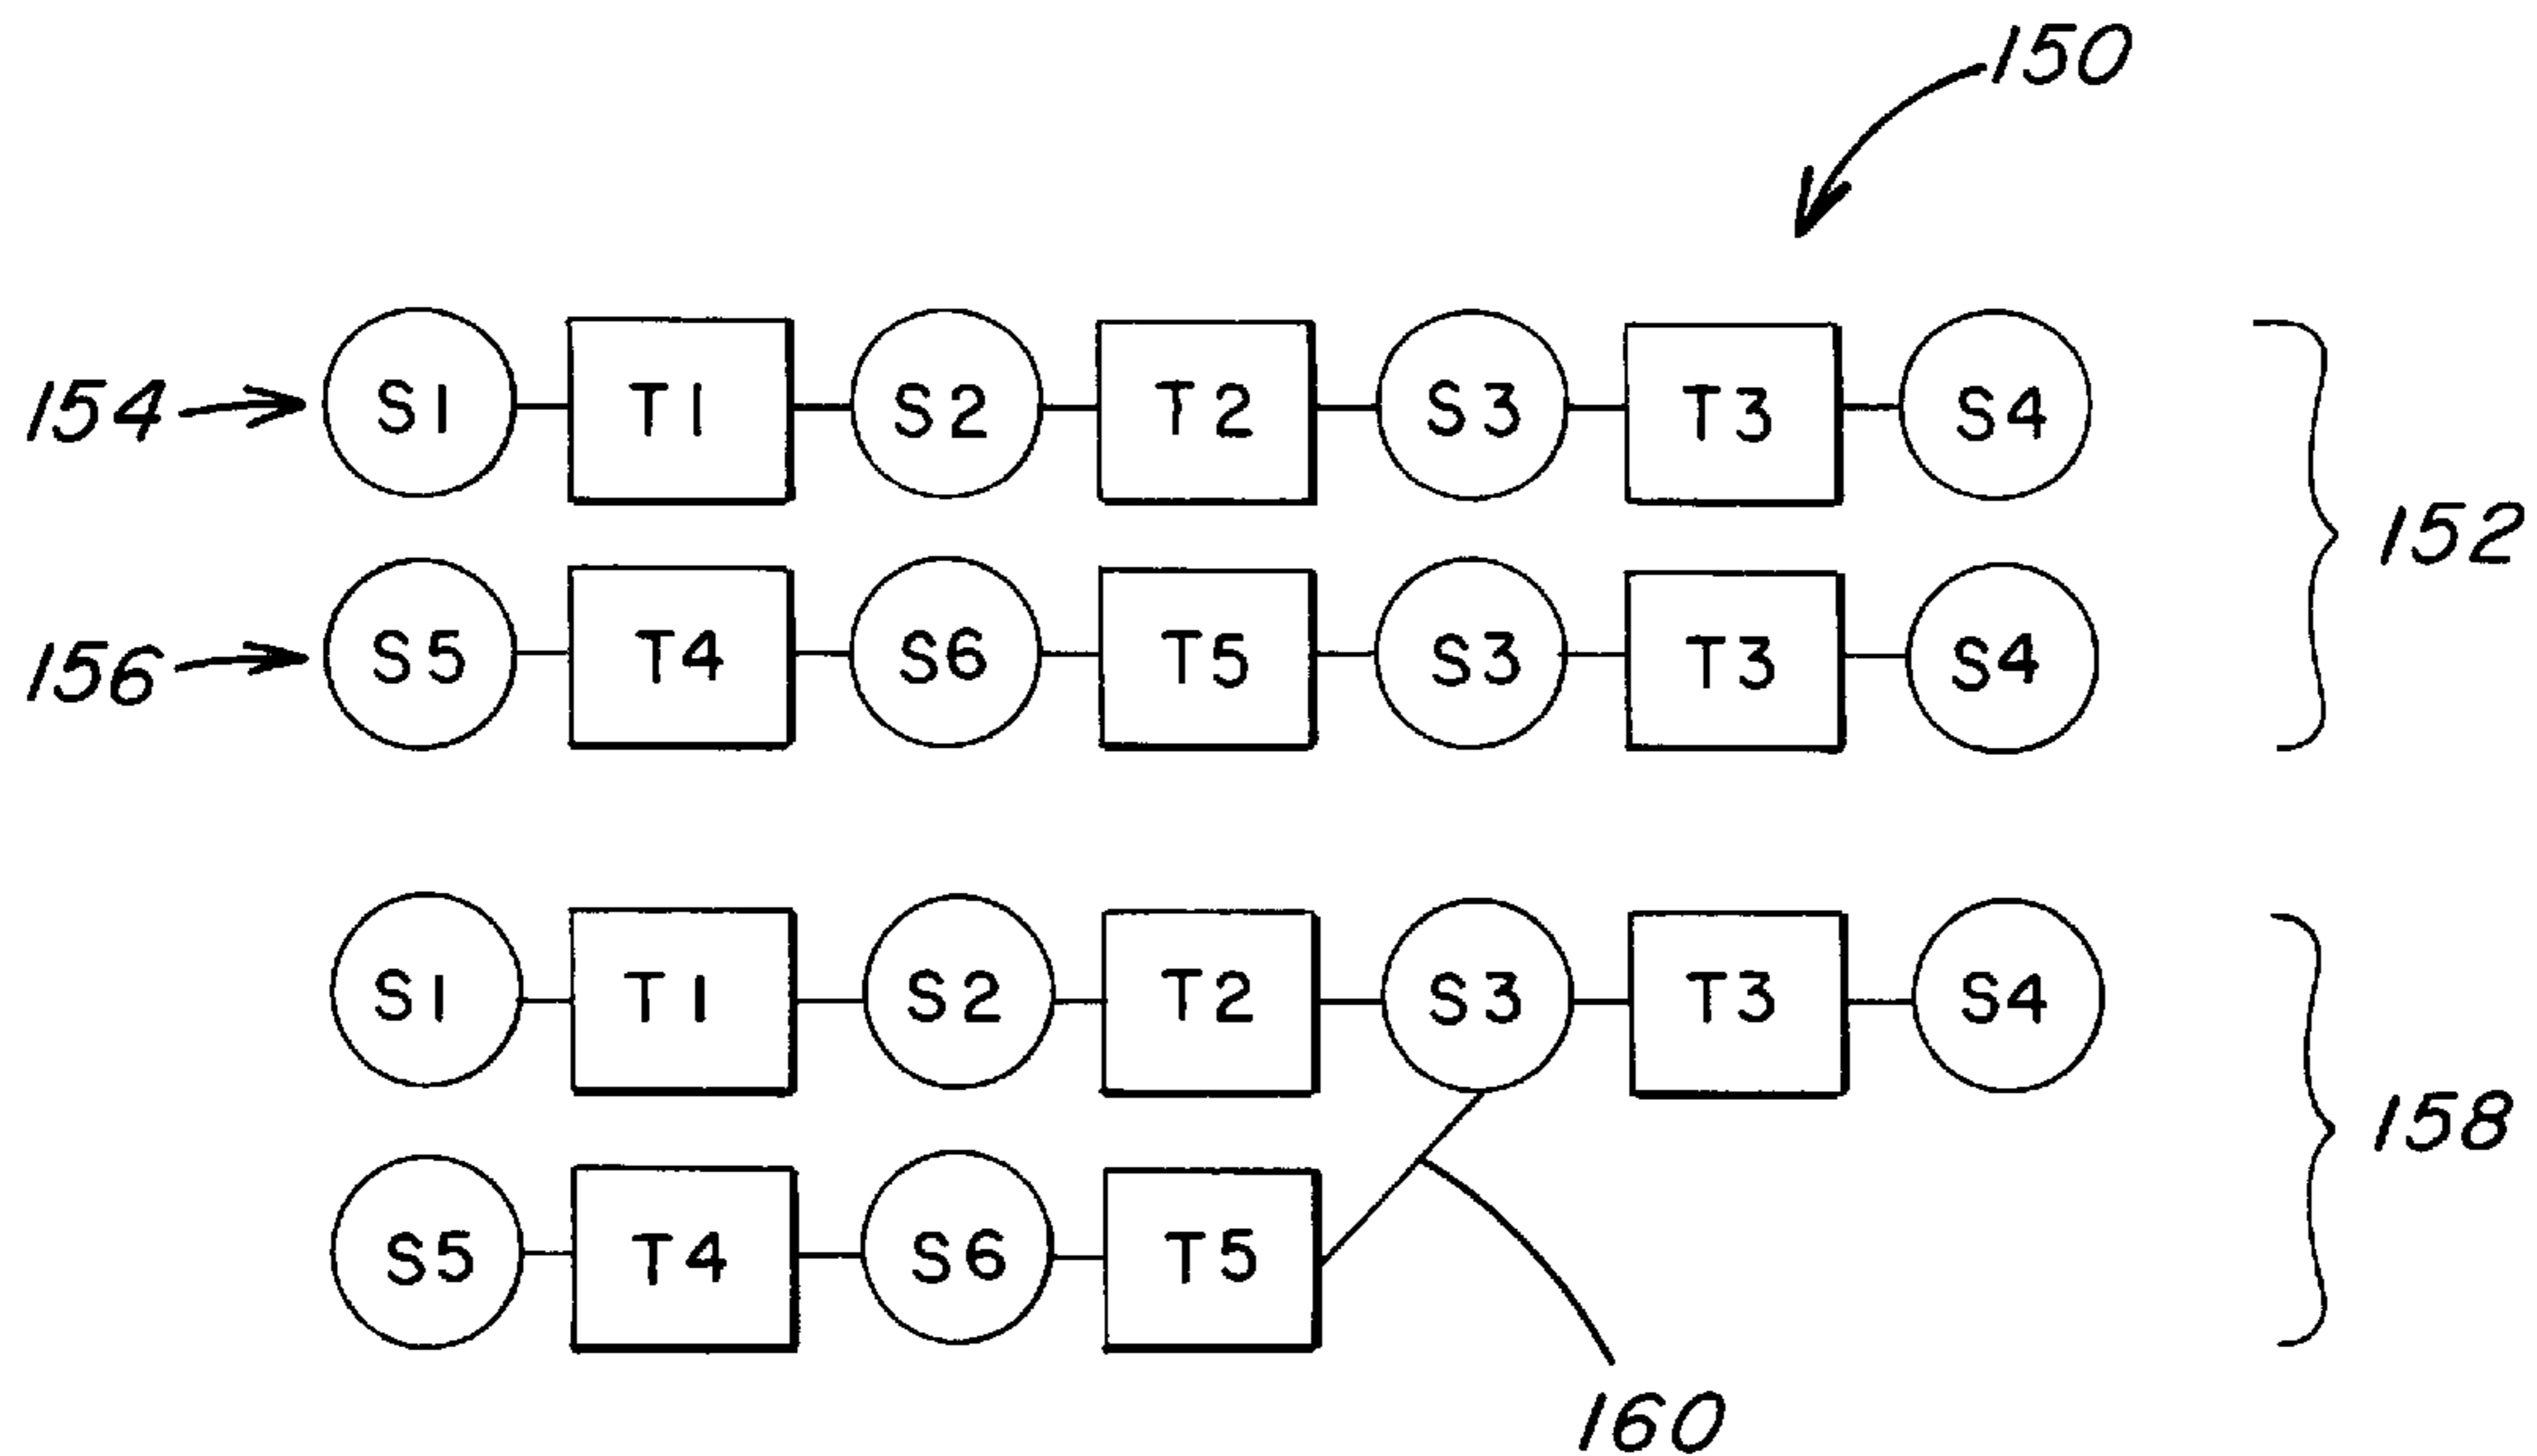 150
154 S1 T1 S2 T2 S3 T3 S4
152
156 S5 T4 S6 T5 S3 T3 S4
S1 T1 S2 T2 S3 T3 S4
158
S5 T4 S6 T5
160